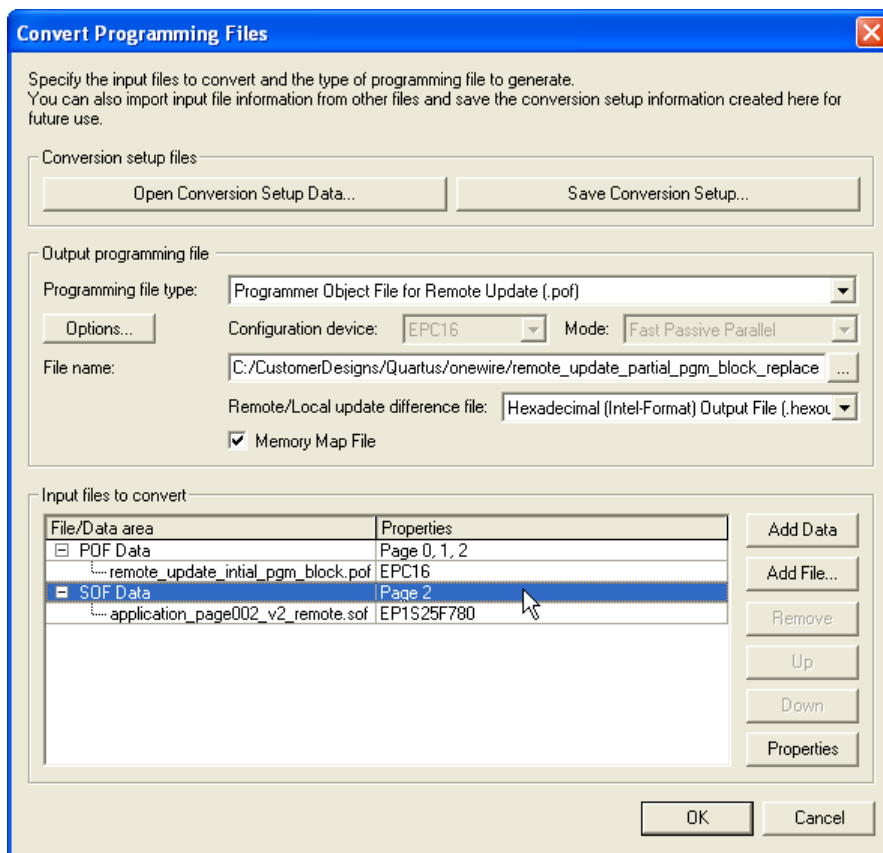 Convert Programming Files
Specify the input files to convert and the type of programming file to generate.
You can also import input file information from other files and save the conversion setup information created here for
future use.
Conversion setup files
Open Conversion Setup Data...
Save Conversion Setup...
Output programming file
Programming file type:
Programmer Object File for Remote Update (.pof)
Options...
Configuration device:
EPC16
Mode:
Fast Passive Parallel
File name:
C:/CustomerDesigns/Quartus/onewire/remote_update_partial_pgm_block_replace
...
Remote/Local update difference file:
Hexadecimal (Intel-Format) Output File (.hexou
Memory Map File
Input files to convert
File/Data area
Properties
POF Data
Page 0, 1, 2
remote_update_intial_pgm_block.pof
EPC16
SOF Data
Page 2
application_page002_v2_remote.sof
EP1S25F780
Add Data
Add File...
Remove
Up
Down
Properties
OK
Cancel